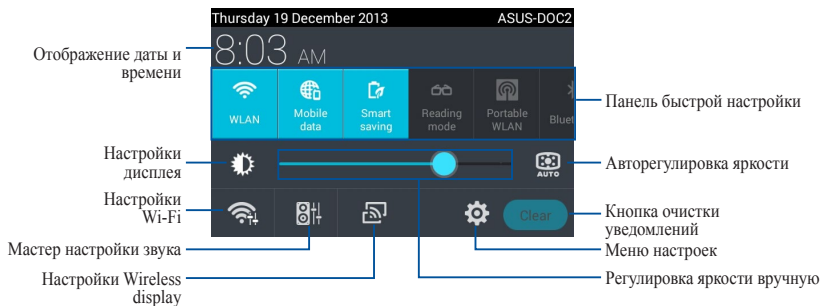 Thursday 19 December 2013 ASUS-DOC2
8:03 AM
Отображение даты и
времени
WLAN
Mobile
data
Smart
saving
Reading
mode
Portable
WLAN
Bluet
Панель быстрой настройки
Настройки
дисплея
AUTO
Авторегулировка яркости
Настройки
Wi-Fi
Clear
Кнопка очистки
уведомлений
Мастер настройки звука
Меню настроек
Настройки Wireless
display
Регулировка яркости вручную